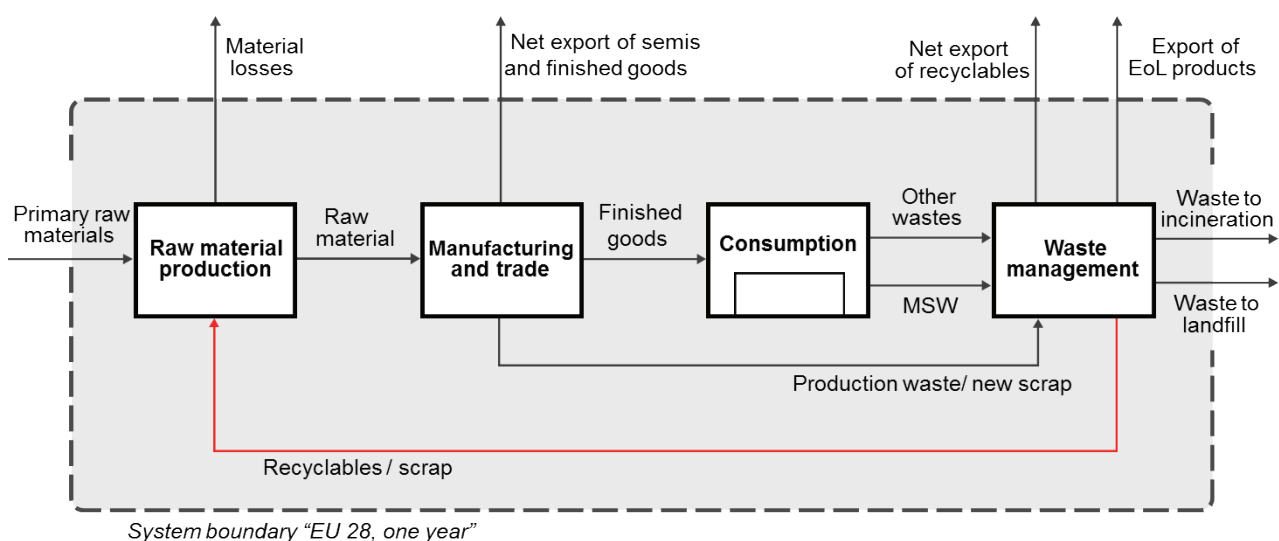 Material
losses
Net export of semis
and finished goods
Net export
of recyclables
Export of
EoL products
Primary raw
materials
Raw material
production
Raw
material
Manufacturing
and trade
Finished
goods
Consumption
Other
wastes
MSW
Waste
management
Waste to
incineration
Waste to
landfill
Production waste/ new scrap
Recyclables / scrap
System boundary “EU 28, one year”